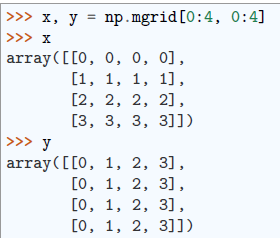 >>> x, y = np.mgrid[0:4, 0:4]
>>> x
array([[0, 0, 0, 0],
       [1, 1, 1, 1],
       [2, 2, 2, 2],
       [3, 3, 3, 3]])
>>> y
array([[0, 1, 2, 3],
       [0, 1, 2, 3],
       [0, 1, 2, 3],
       [0, 1, 2, 3]])